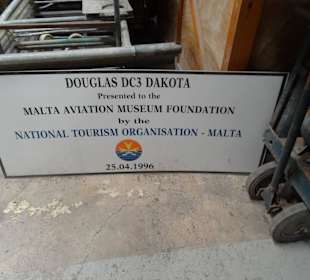 DOUGLAS DC3 DAKOTA
Presented to the
MALTA AVIATION MUSEUM FOUNDATION
by the
NATIONAL TOURISM ORGANISATION - MALTA
25.04.1996